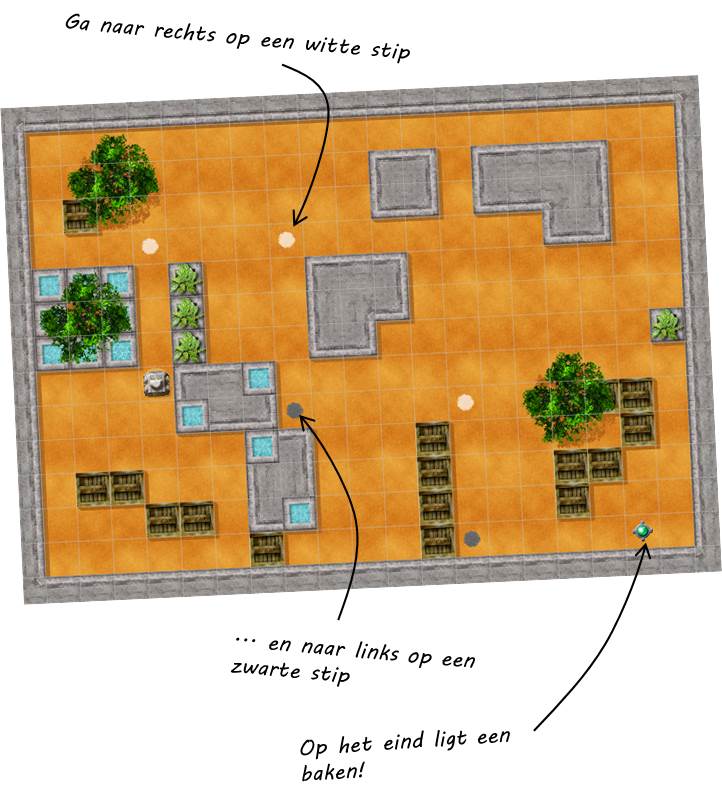 Ga naar rechts op een witte stip
... en naar links op een
zwarte stip
Op het eind ligt een
baken!